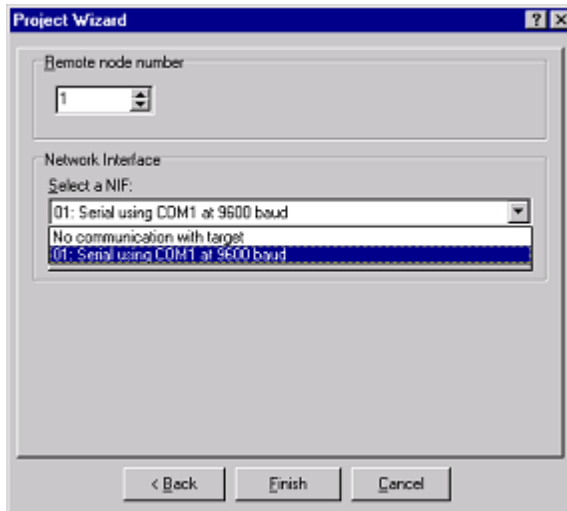 Project Wizard
Remote node number
1
Network Interface
Select a NIF:
01: Serial using COM1 at 9600 baud
No communication with target
01: Serial using COM1 at 9600 baud
< Back Finish Cancel